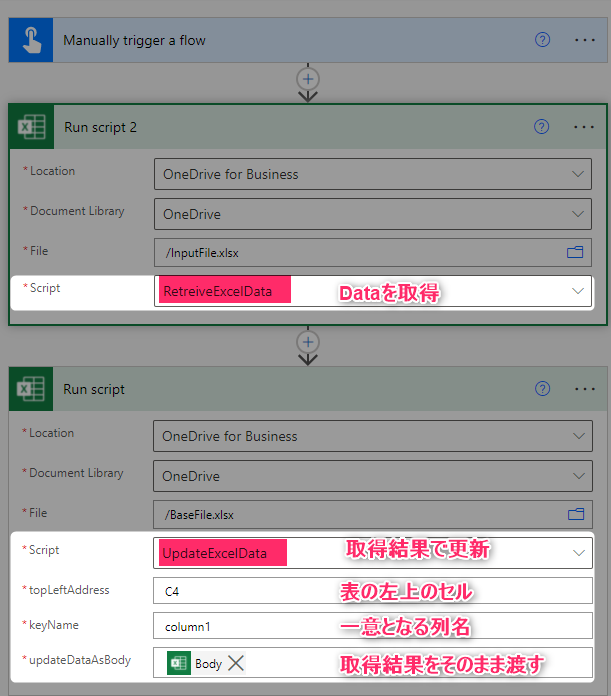 Manually trigger a flow
Run script 2
* Location
OneDrive for Business
* Document Library
OneDrive
* File
/InputFile.xlsx
* Script
RetreiveExcelData
Dataを取得
Run script
* Location
OneDrive for Business
* Document Library
OneDrive
* File
/BaseFile.xlsx
* Script
UpdateExcelData
取得結果で更新
* topLeftAddress
C4
表の左上のセル
* keyName
column1
一意となる列名
* updateDataAsBody
Body
取得結果をそのまま渡す